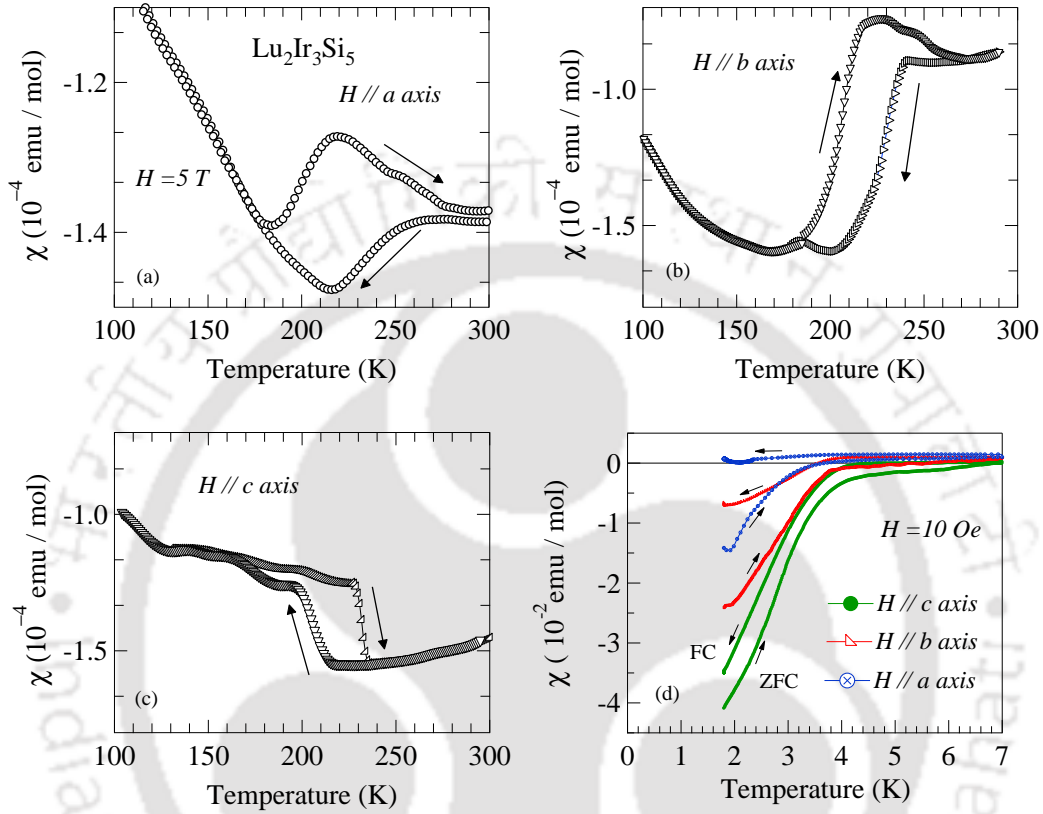 Lu₂Ir₃Si₅
H // a axis
H =5 T
(a)
χ (10⁻⁴ emu / mol)
-1.2
-1.4
100 150 200 250 300
Temperature (K)
H // b axis
(b)
χ (10⁻⁴ emu / mol)
-1.0
-1.5
100 150 200 250 300
Temperature (K)
H // c axis
(c)
χ (10⁻⁴ emu / mol)
-1.0
-1.5
100 150 200 250 300
Temperature (K)
H =10 Oe
H // c axis
H // b axis
H // a axis
FC
ZFC
(d)
χ ( 10⁻² emu / mol)
0
-1
-2
-3
-4
0 1 2 3 4 5 6 7
Temperature (K)